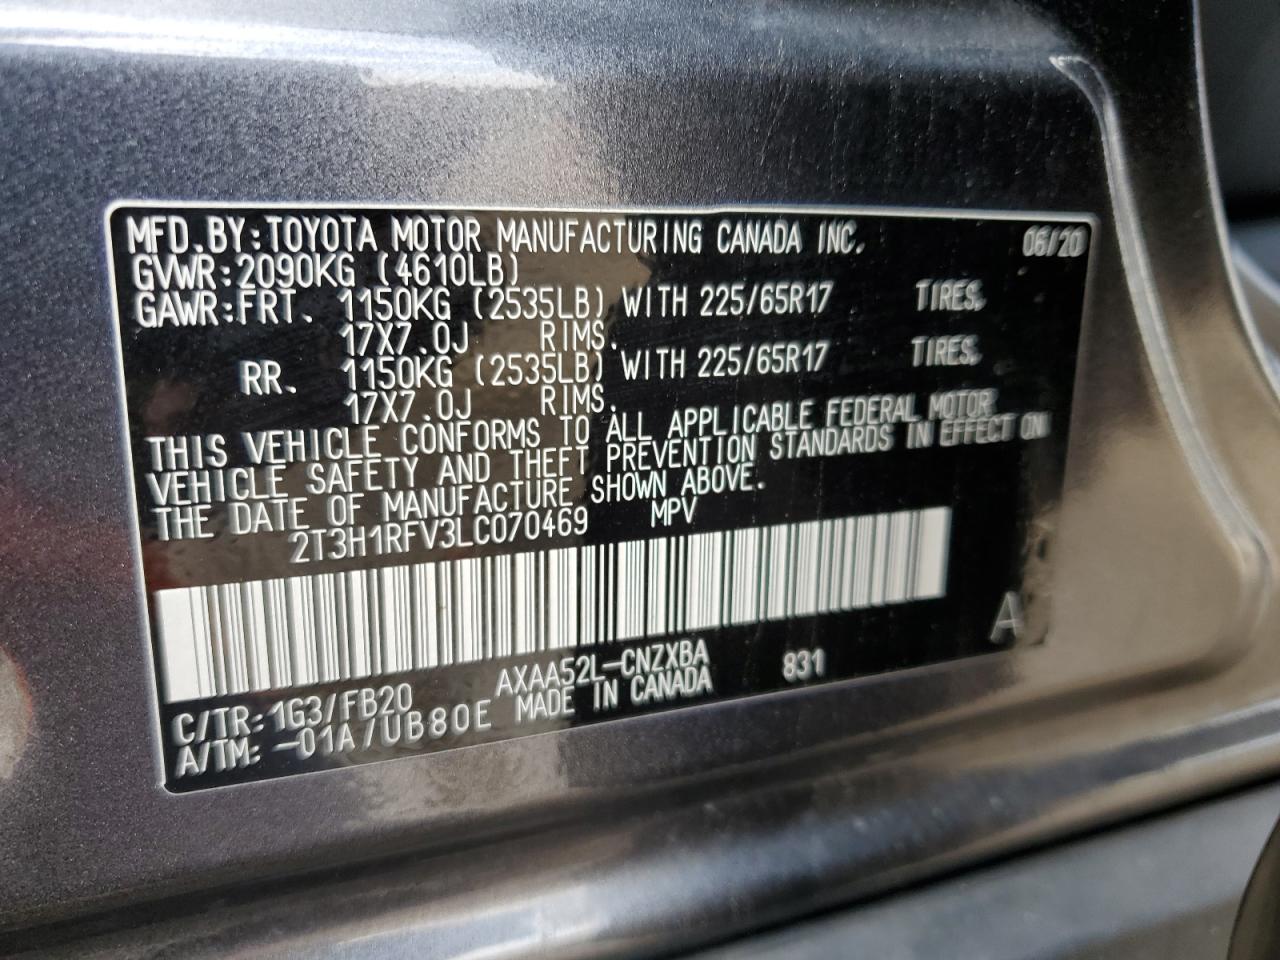 MFD.BY:TOYOTA MOTOR MANUFACTURING CANADA INC. 06/20
GVWR:2090KG (4610LB)
GAWR:FRT. 1150KG (2535LB) WITH 225/65R17 TIRES,
17X7.0J RIMS.
RR. 1150KG (2535LB) WITH 225/65R17 TIRES,
17X7.0J RIMS.
THIS VEHICLE CONFORMS TO ALL APPLICABLE FEDERAL MOTOR
VEHICLE SAFETY AND THEFT PREVENTION STANDARDS IN EFFECT ON
THE DATE OF MANUFACTURE SHOWN ABOVE.
2T3H1RFV3LC070469 MPV
A
AXAA52L-CNZXBA 831
C/TR:1G3/FB20 MADE IN CANADA
A/TM: -01A/UB80E